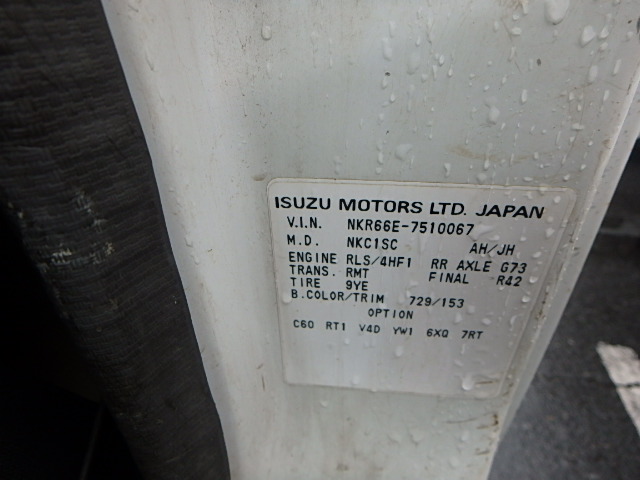 ISUZU MOTORS LTD. JAPAN
V.I.N. NKR66E-7510067
M.D. NKC1SC AH/JH
ENGINE RLS/4HF1 RR AXLE G73
TRANS. RMT FINAL R42
TIRE 9YE
B.COLOR/TRIM 729/153
OPTION
C60 RT1 V4D YW1 6XQ 7RT